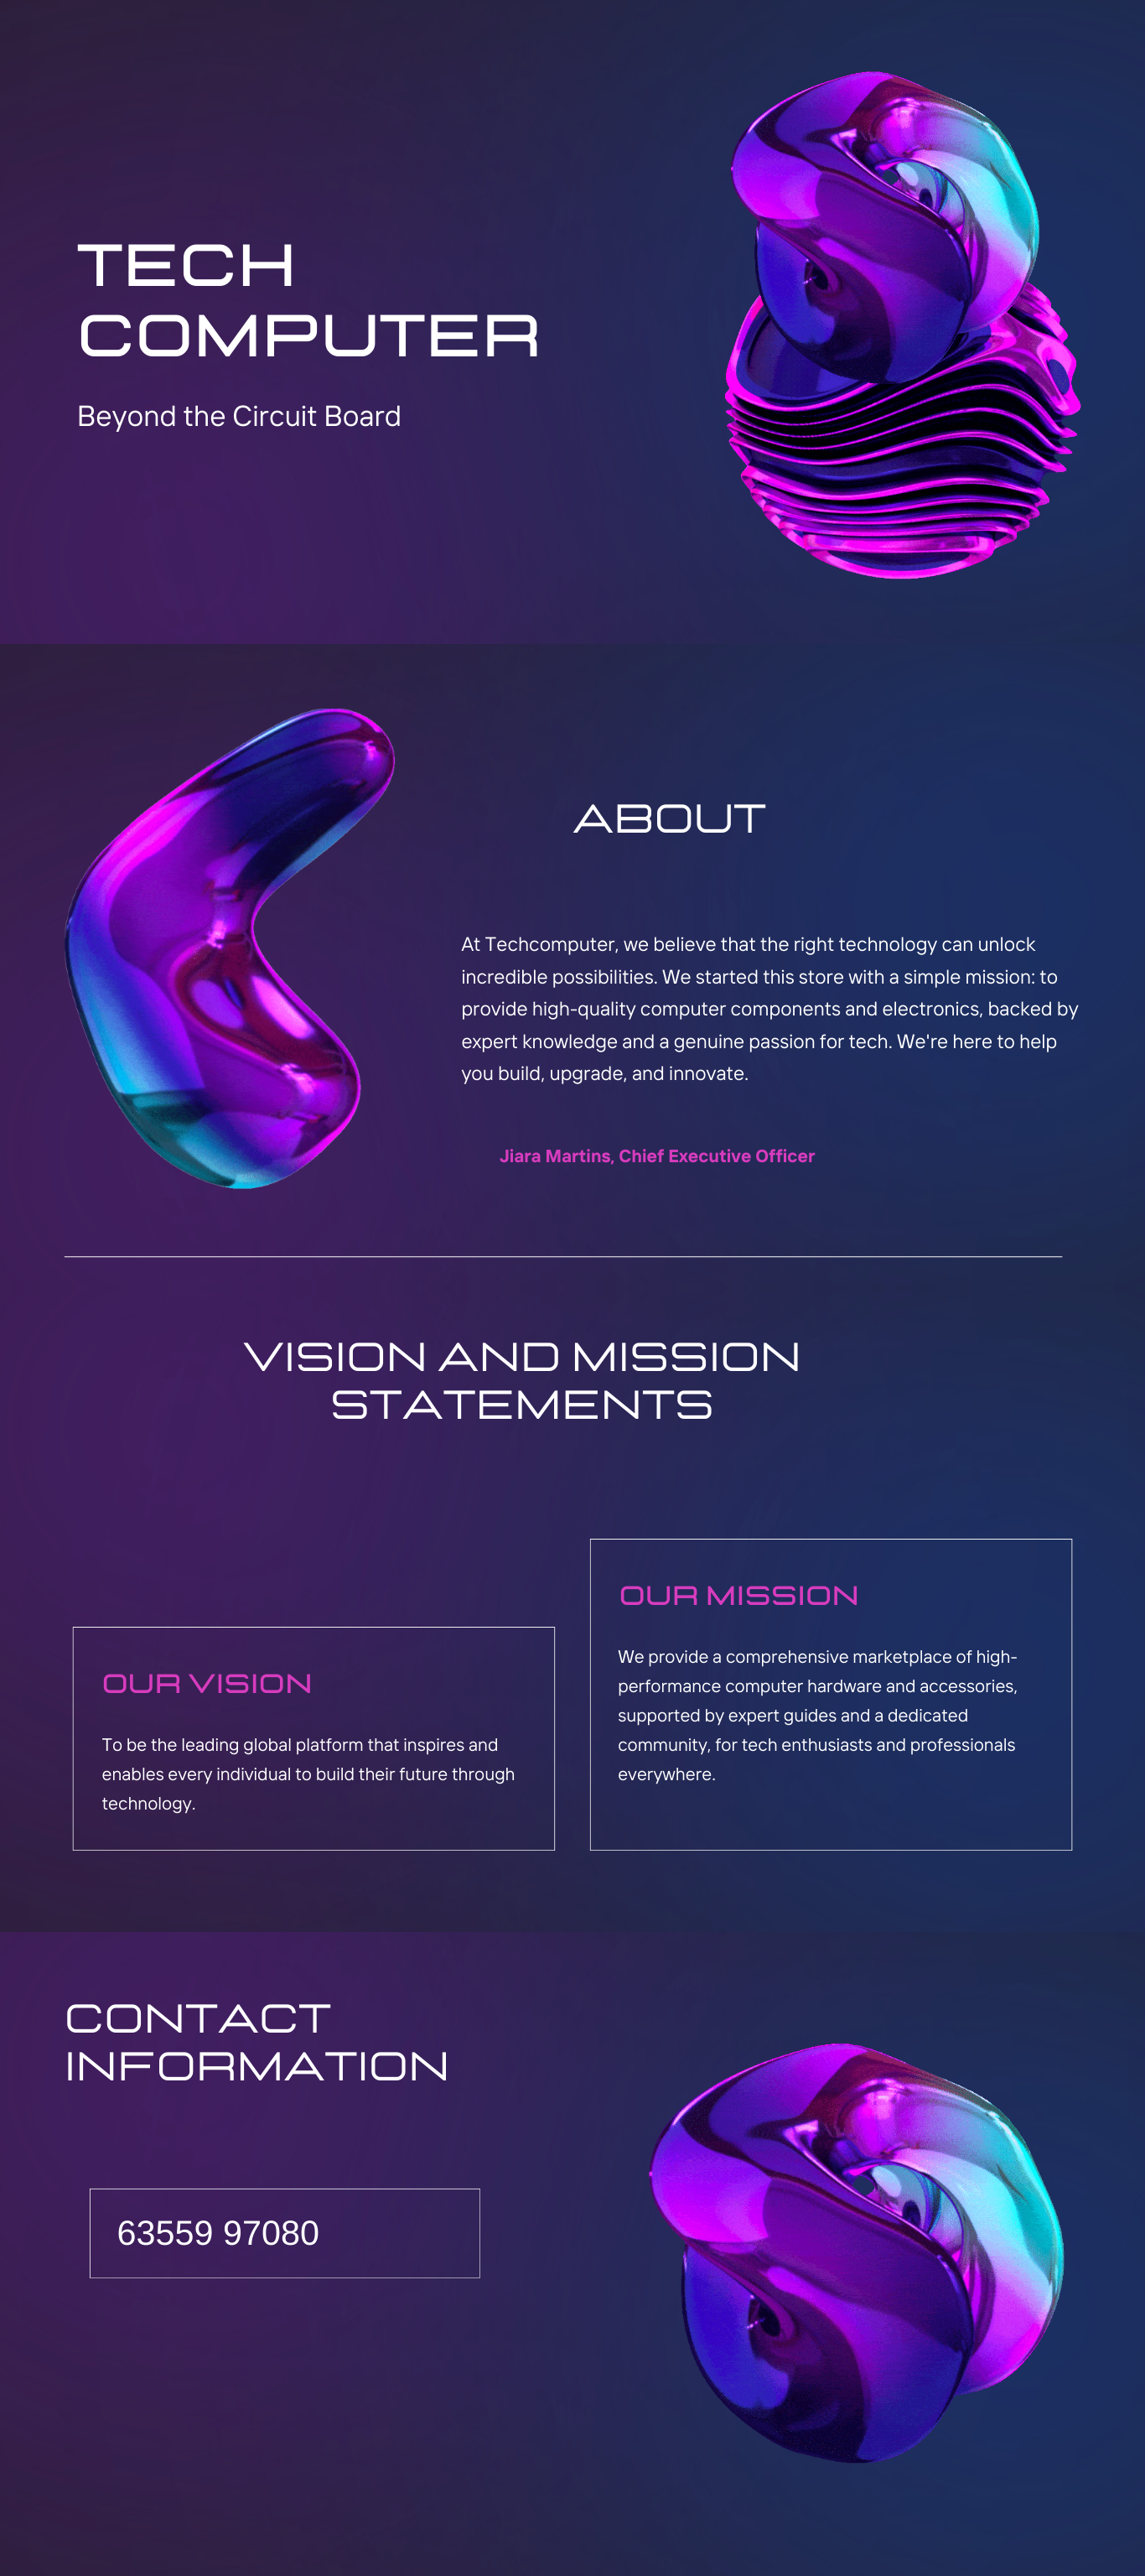 TECH
COMPUTER
Beyond the Circuit Board
ABOUT
At Techcomputer, we believe that the right technology can unlock
incredible possibilities. We started this store with a simple mission: to
provide high-quality computer components and electronics, backed by
expert knowledge and a genuine passion for tech. We're here to help
you build, upgrade, and innovate.
Jiara Martins, Chief Executive Officer
VISION AND MISSION
STATEMENTS
OUR VISION
To be the leading global platform that inspires and
enables every individual to build their future through
technology.
OUR MISSION
We provide a comprehensive marketplace of high-
performance computer hardware and accessories,
supported by expert guides and a dedicated
community, for tech enthusiasts and professionals
everywhere.
CONTACT
INFORMATION
63559 97080